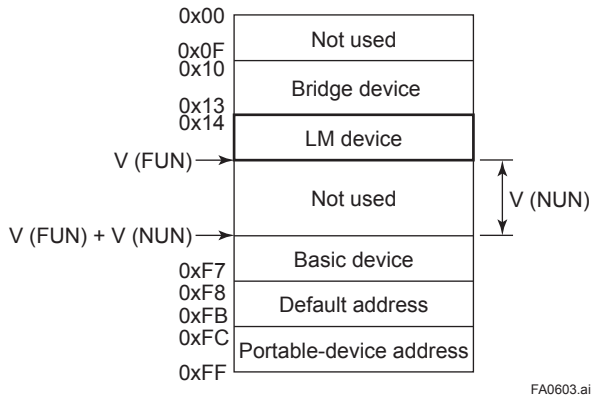 0x00
Not used
0x0F
0x10
Bridge device
0x13
0x14
LM device
V (FUN)
Not used
V (NUN)
V (FUN) + V (NUN)
Basic device
0xF7
0xF8
Default address
0xFB
0xFC
Portable-device address
0xFF
FA0603.ai